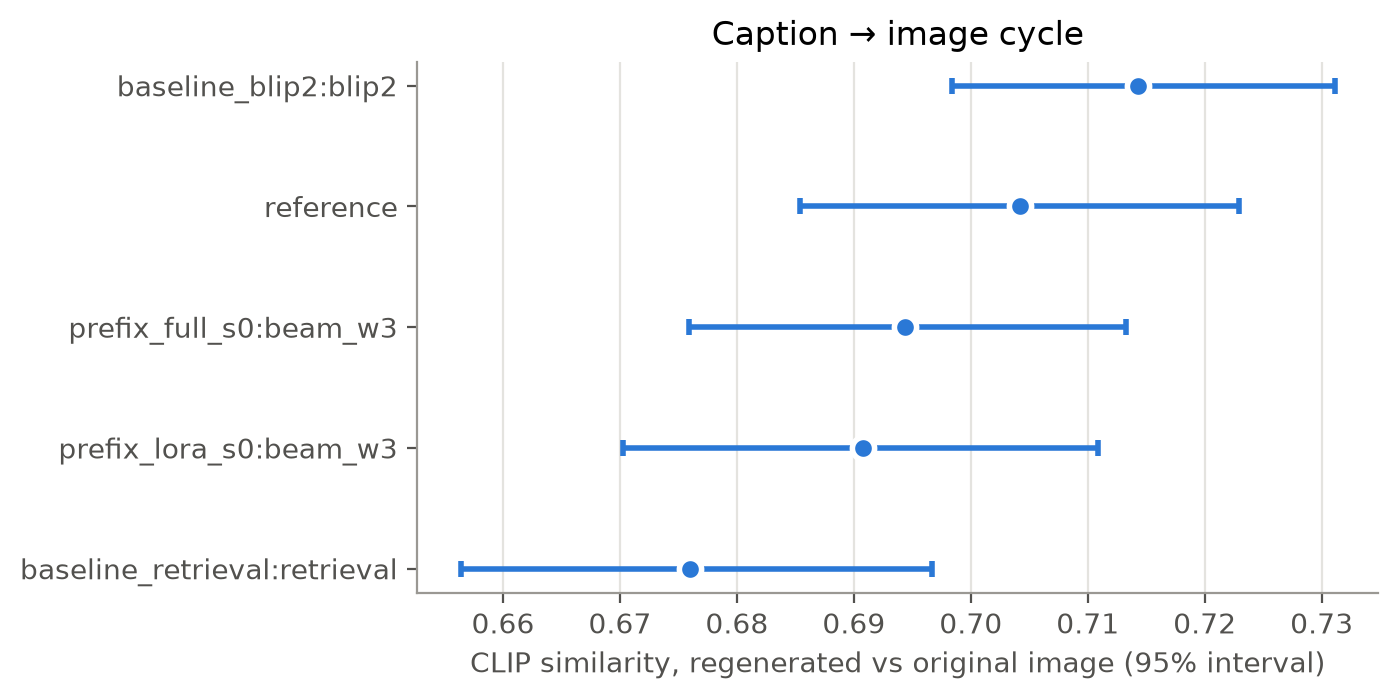 Caption → image cycle
baseline_blip2:blip2
reference
prefix_full_s0:beam_w3
prefix_lora_s0:beam_w3
baseline_retrieval:retrieval
0.66 0.67 0.68 0.69 0.70 0.71 0.72 0.73
CLIP similarity, regenerated vs original image (95% interval)